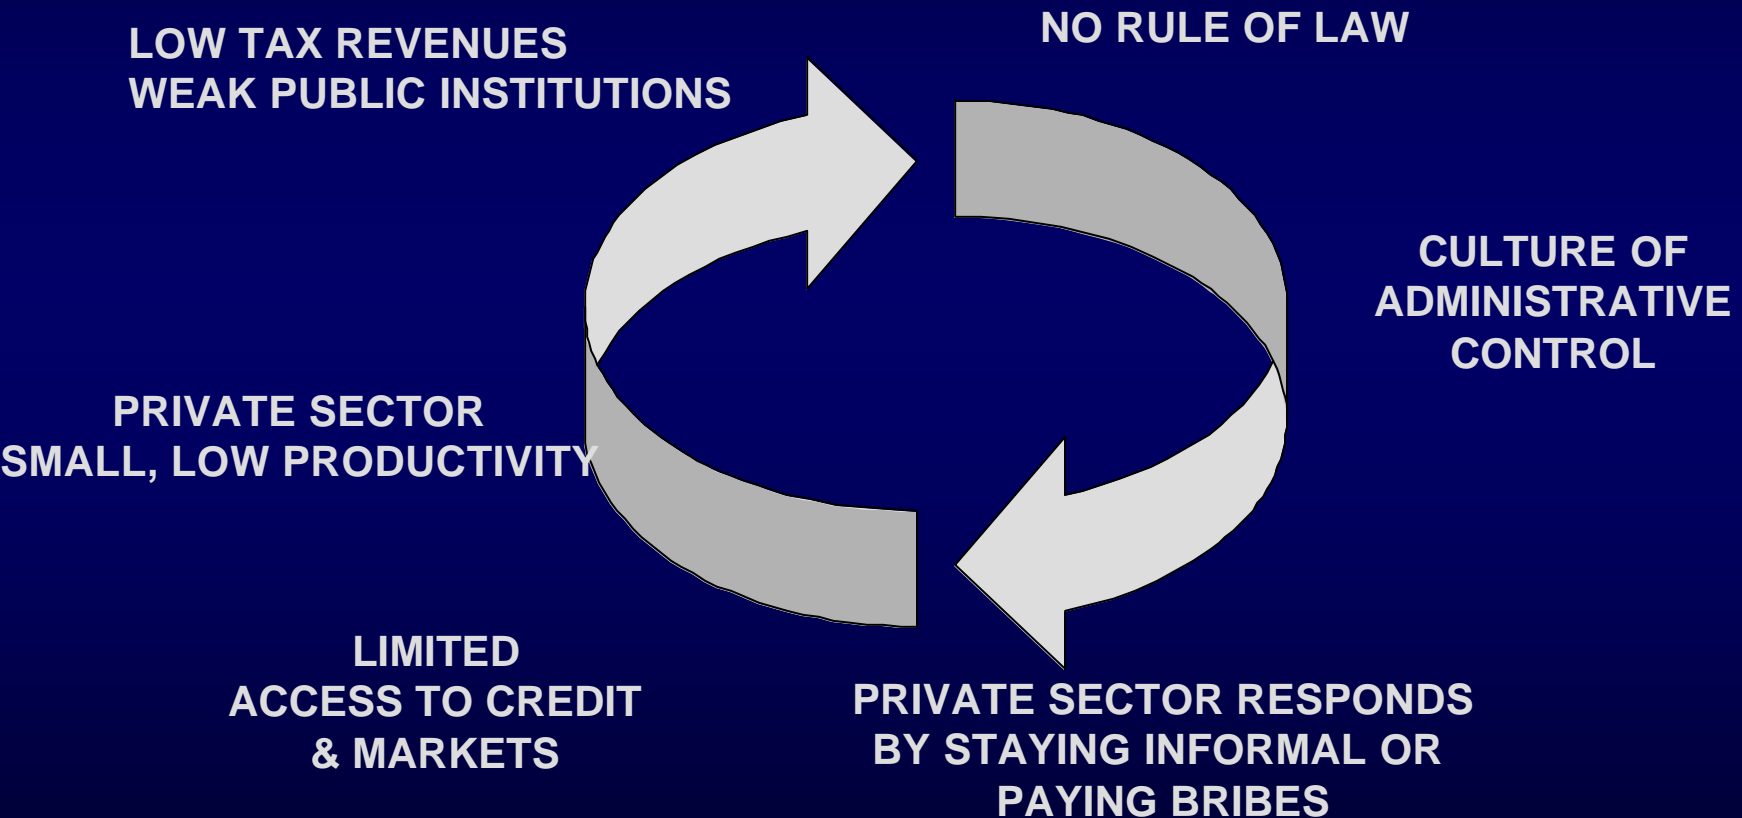 LOW TAX REVENUES
WEAK PUBLIC INSTITUTIONS
NO RULE OF LAW
CULTURE OF
ADMINISTRATIVE
CONTROL
PRIVATE SECTOR RESPONDS
BY STAYING INFORMAL OR
PAYING BRIBES
LIMITED
ACCESS TO CREDIT
& MARKETS
PRIVATE SECTOR
SMALL, LOW PRODUCTIVITY